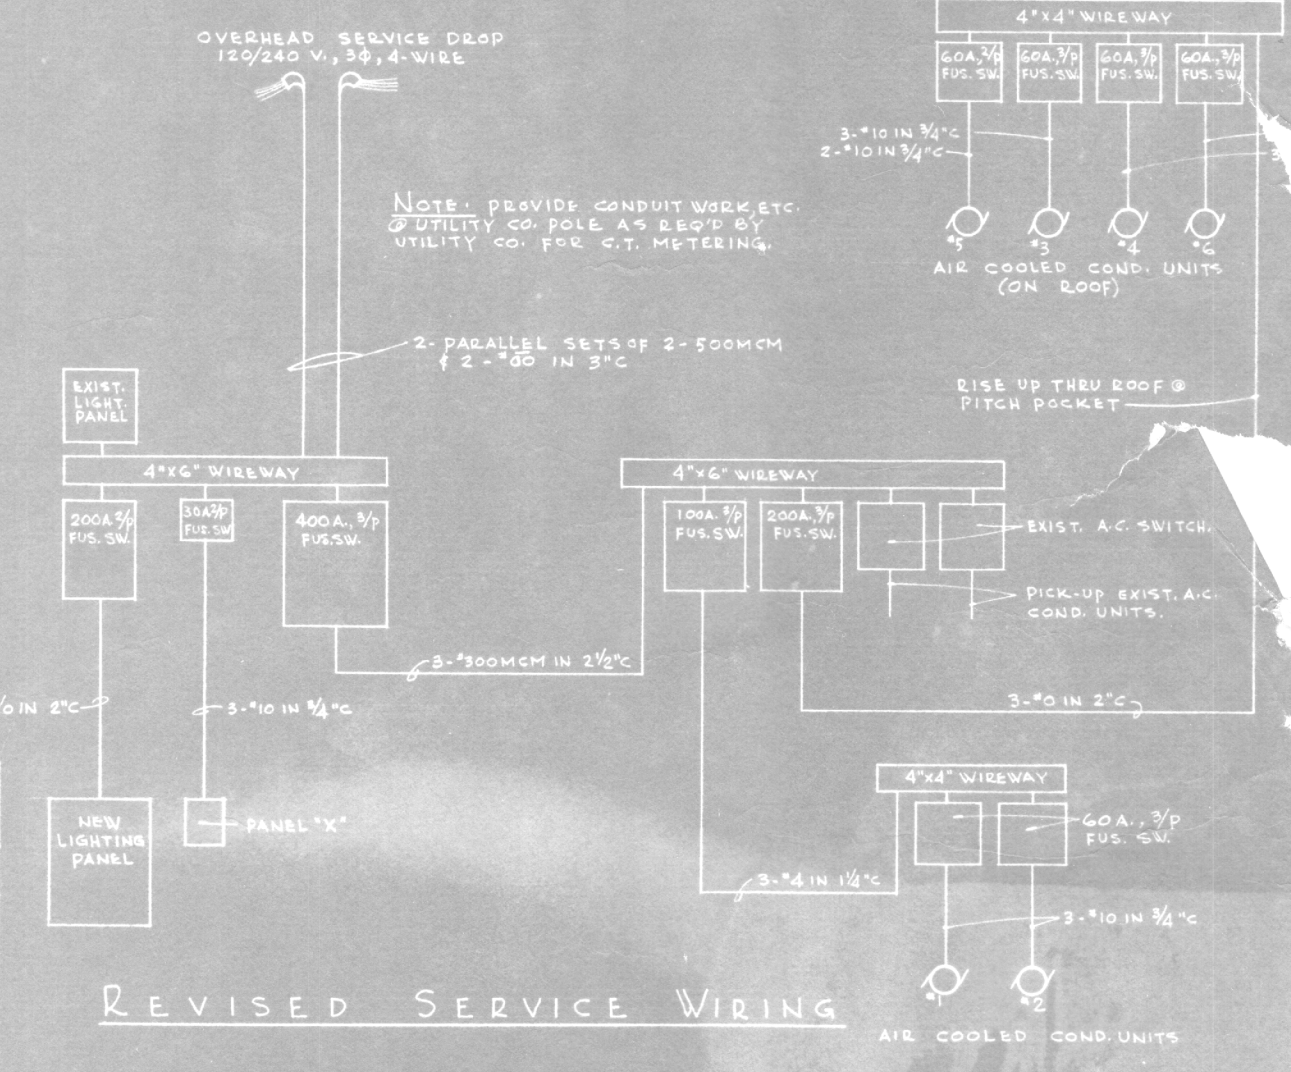 OVERHEAD SERVICE DROP
120/240 V., 3Φ, 4-WIRE
4"x4" WIREWAY
60A., 2/P
FUS. SW.
60A., 3/P
FUS. SW.
60A., 3/P
FUS. SW.
60A., 3/P
FUS. SW.
3-#10 IN 3/4"C
2-#10 IN 3/4"C
#5
#3
#4
#6
AIR COOLED COND. UNITS
(ON ROOF)
NOTE: PROVIDE CONDUIT WORK, ETC.
@ UTILITY CO. POLE AS REQ'D BY
UTILITY CO. FOR C.T. METERING.
2- PARALLEL SETS OF 2-500MCM
& 2-#00 IN 3"C
RISE UP THRU ROOF @
PITCH POCKET
EXIST.
LIGHT.
PANEL
4"x6" WIREWAY
200A. 2/P
FUS. SW.
30A 2/P
FUS. SW
400A., 3/P
FUS. SW.
4"x6" WIREWAY
100A. 3/P
FUS. SW.
200A., 3/P
FUS. SW.
EXIST. A.C. SWITCH.
PICK-UP EXIST. A.C.
COND. UNITS.
3-#300MCM IN 2 1/2"C
/0 IN 2"C
3-#10 IN 3/4"C
3-#0 IN 2"C
NEW
LIGHTING
PANEL
PANEL "X"
4"x4" WIREWAY
60A., 3/P
FUS. SW.
3-#4 IN 1 1/4"C
3-#10 IN 3/4"C
#1
#2
AIR COOLED COND. UNITS
REVISED SERVICE WIRING